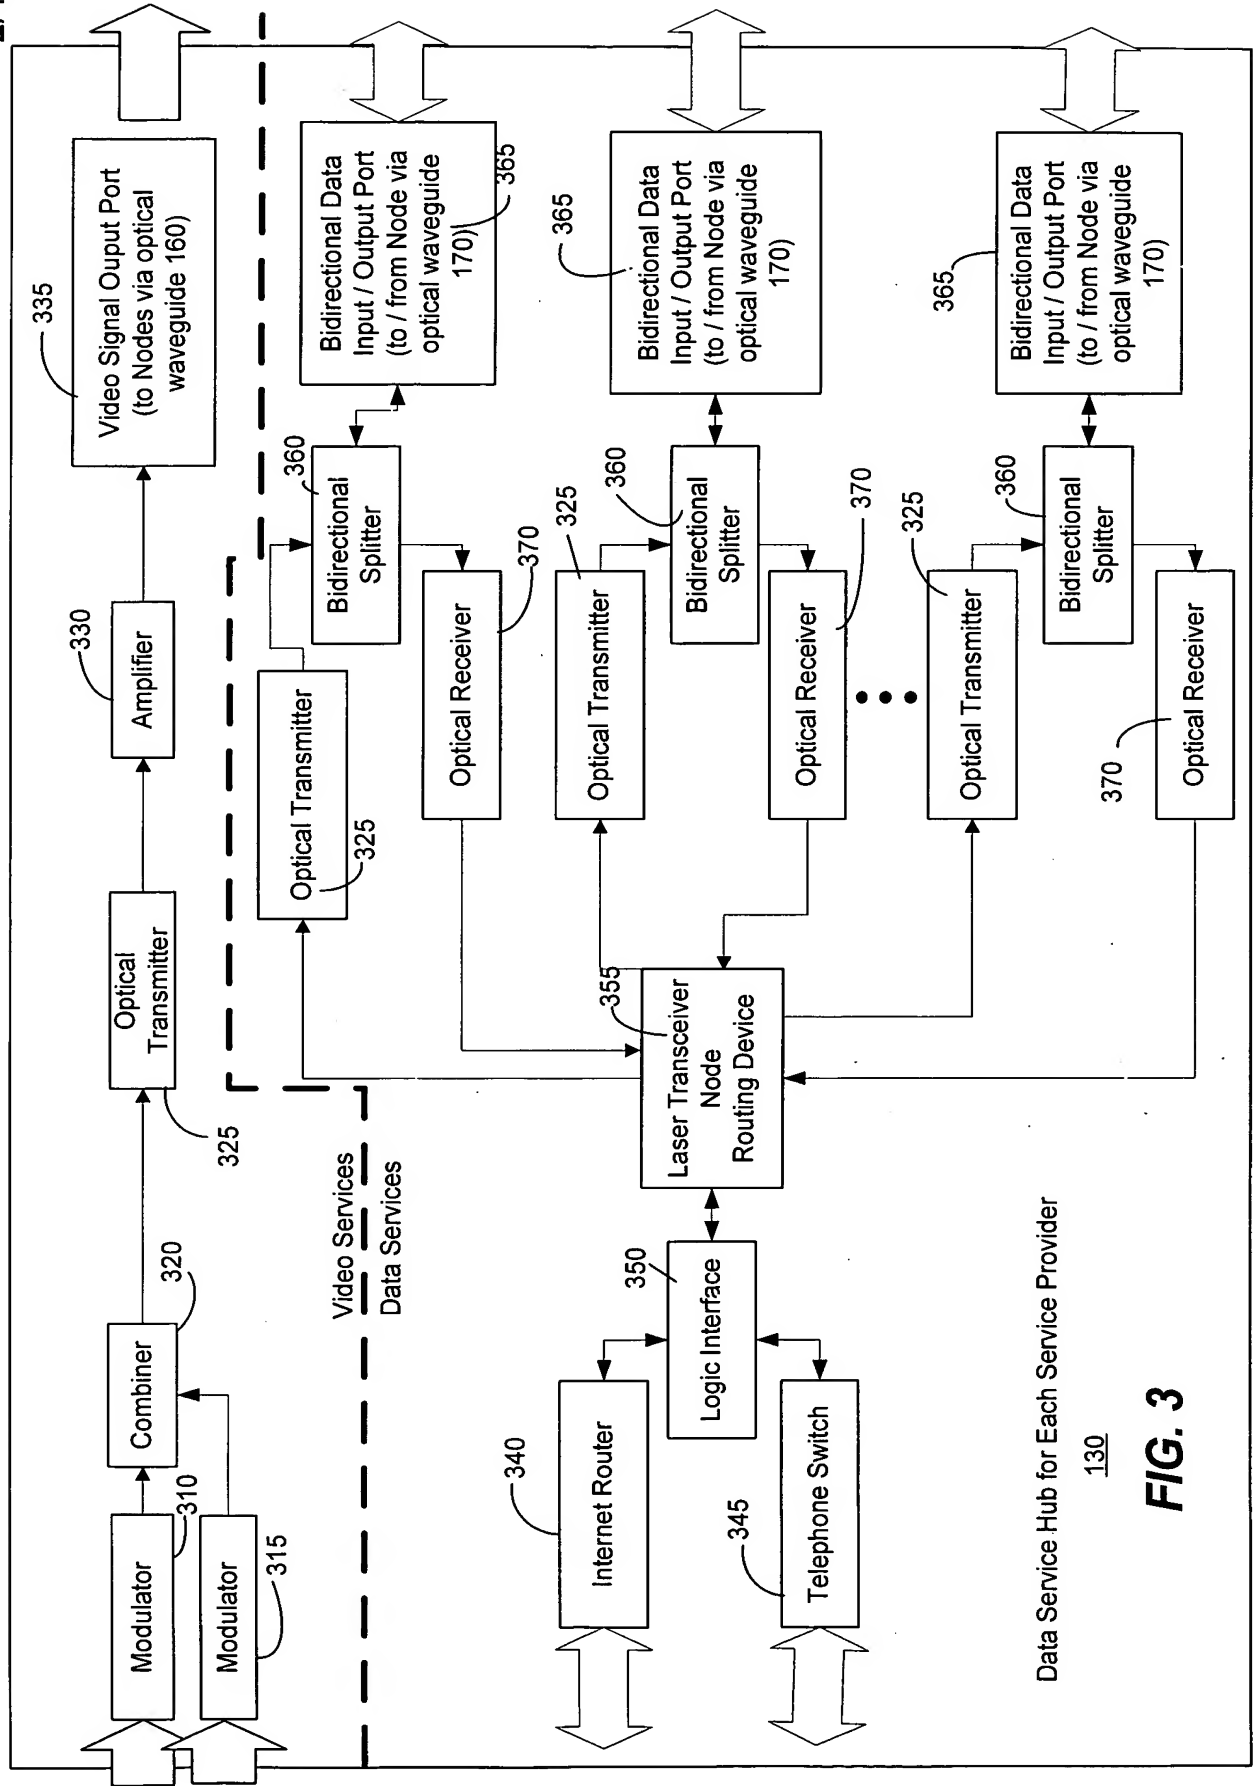 335
Video Signal Ouput Port
(to Nodes via optical
waveguide 160)
330
Amplifier
Optical
Transmitter
325
320
Combiner
310
Modulator
Modulator
315
Video Services
Data Services
365
Bidirectional Data
Input / Output Port
(to / from Node via
optical waveguide
170)
360
Bidirectional
Splitter
Optical Transmitter
325
Optical Receiver
370
365
Bidirectional Data
Input / Output Port
(to / from Node via
optical waveguide
170)
360
Bidirectional
Splitter
325
Optical Transmitter
Optical Receiver
370
365
Bidirectional Data
Input / Output Port
(to / from Node via
optical waveguide
170)
360
Bidirectional
Splitter
325
Optical Transmitter
Optical Receiver
370
355
Laser Transceiver
Node
Routing Device
350
Logic Interface
340
Internet Router
345
Telephone Switch
Data Service Hub for Each Service Provider
130
FIG. 3